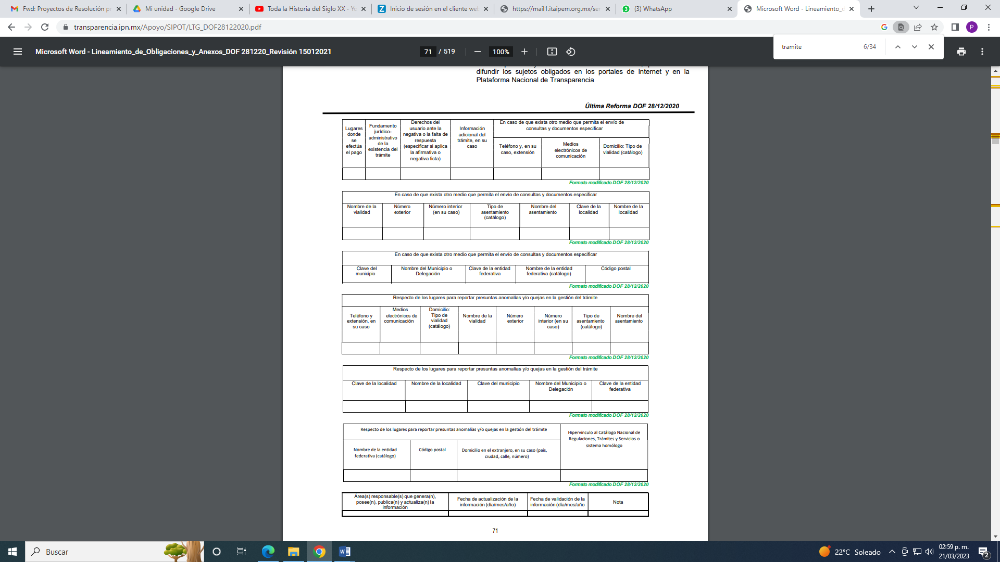 Fwd: Proyectos de Resolución pr
Mi unidad - Google Drive
Toda la Historia del Siglo XX - Yo
Inicio de sesión en el cliente web
https://mail1.itaipem.org.mx/ser
(3) WhatsApp
Microsoft Word - Lineamiento_d
transparencia.ipn.mx/Apoyo/SIPOT/LTG_DOF28122020.pdf
P
Microsoft Word - Lineamiento_de_Obligaciones_y_Anexos_DOF 281220_Revisión 15012021
71 / 519
100%
tramite
6/34
difundir los sujetos obligados en los portales de Internet y en la
Plataforma Nacional de Transparencia
Última Reforma DOF 28/12/2020
Lugares
donde
se
efectúa
el pago
Fundamento
jurídico-
administrativo
de la
existencia del
trámite
Derechos del
usuario ante la
negativa o la falta de
respuesta
(especificar si aplica
la afirmativa o
negativa ficta)
Información
adicional del
trámite, en su
caso
En caso de que exista otro medio que permita el envío de
consultas y documentos especificar
Teléfono y, en su
caso, extensión
Medios
electrónicos de
comunicación
Domicilio: Tipo de
vialidad (catálogo)
Formato modificado DOF 28/12/2020
En caso de que exista otro medio que permita el envío de consultas y documentos especificar
Nombre de la
vialidad
Número
exterior
Número interior
(en su caso)
Tipo de
asentamiento
(catálogo)
Nombre del
asentamiento
Clave de la
localidad
Nombre de la
localidad
Formato modificado DOF 28/12/2020
En caso de que exista otro medio que permita el envío de consultas y documentos especificar
Clave del
municipio
Nombre del Municipio o
Delegación
Clave de la entidad
federativa
Nombre de la entidad
federativa (catálogo)
Código postal
Formato modificado DOF 28/12/2020
Respecto de los lugares para reportar presuntas anomalías y/o quejas en la gestión del trámite
Teléfono y
extensión, en
su caso
Medios
electrónicos de
comunicación
Domicilio:
Tipo de
vialidad
(catálogo)
Nombre de la
vialidad
Número
exterior
Número
interior (en su
caso)
Tipo de
asentamiento
(catálogo)
Nombre del
asentamiento
Formato modificado DOF 28/12/2020
Respecto de los lugares para reportar presuntas anomalías y/o quejas en la gestión del trámite
Clave de la localidad
Nombre de la localidad
Clave del municipio
Nombre del Municipio o
Delegación
Clave de la entidad
federativa
Formato modificado DOF 28/12/2020
Respecto de los lugares para reportar presuntas anomalías y/o quejas en la gestión del trámite
Nombre de la entidad
federativa (catálogo)
Código postal
Domicilio en el extranjero, en su caso (país,
ciudad, calle, número)
Hipervínculo al Catálogo Nacional de
Regulaciones, Trámites y Servicios o
sistema homólogo
Formato modificado DOF 28/12/2020
Área(s) responsable(s) que genera(n),
posee(n), publica(n) y actualiza(n) la
información
Fecha de actualización de la
información (día/mes/año)
Fecha de validación de la
información (día/mes/año
Nota
71
Buscar
22°C Soleado
02:59 p. m.
21/03/2023
2